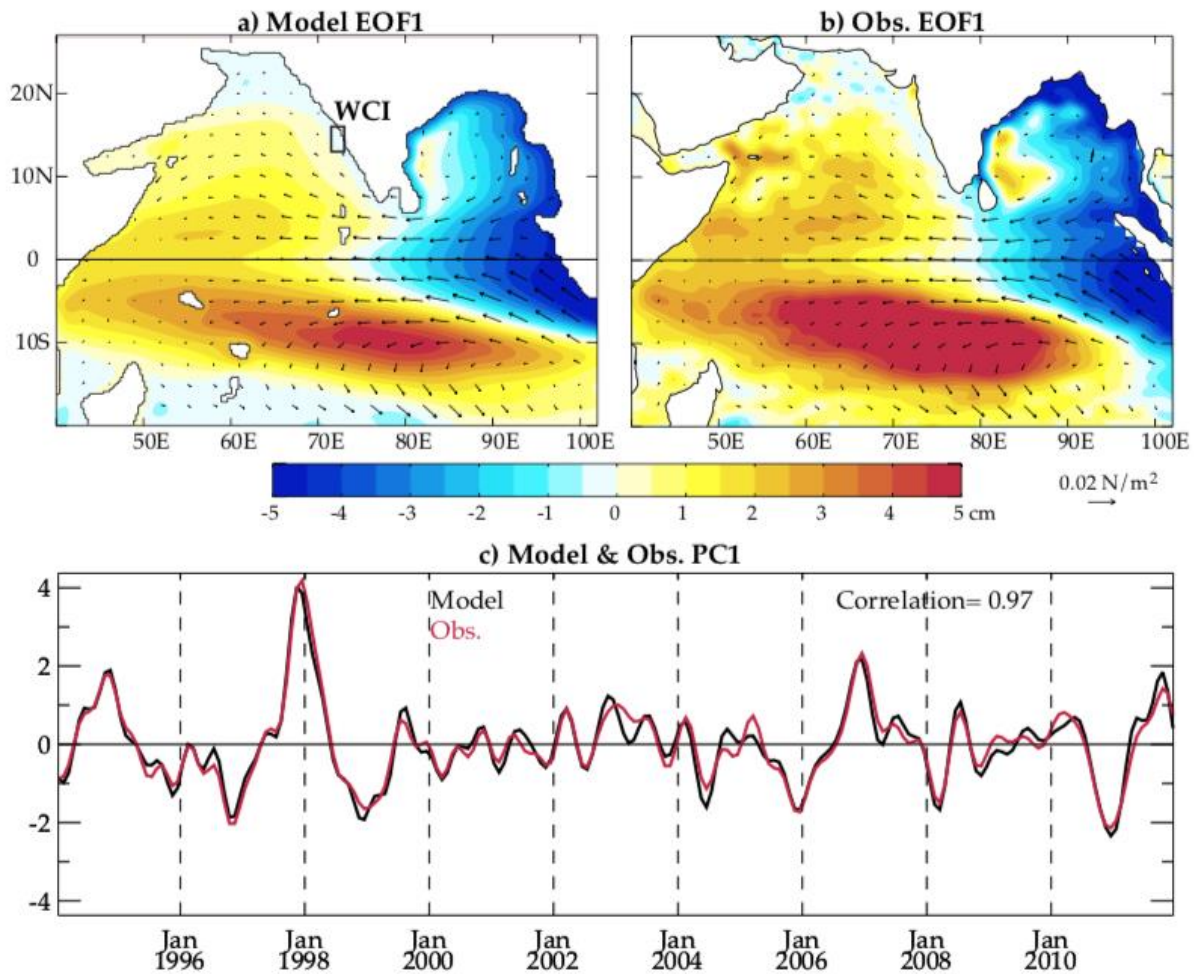 a) Model EOF1
b) Obs. EOF1
20N
10N
0
10S
WCI
50E 60E 70E 80E 90E 100E
50E 60E 70E 80E 90E 100E
-5 -4 -3 -2 -1 0 1 2 3 4 5 cm
0.02 N/m²
c) Model & Obs. PC1
Model
Obs.
Correlation= 0.97
4
2
0
-2
-4
Jan Jan Jan Jan Jan Jan Jan Jan
1996 1998 2000 2002 2004 2006 2008 2010